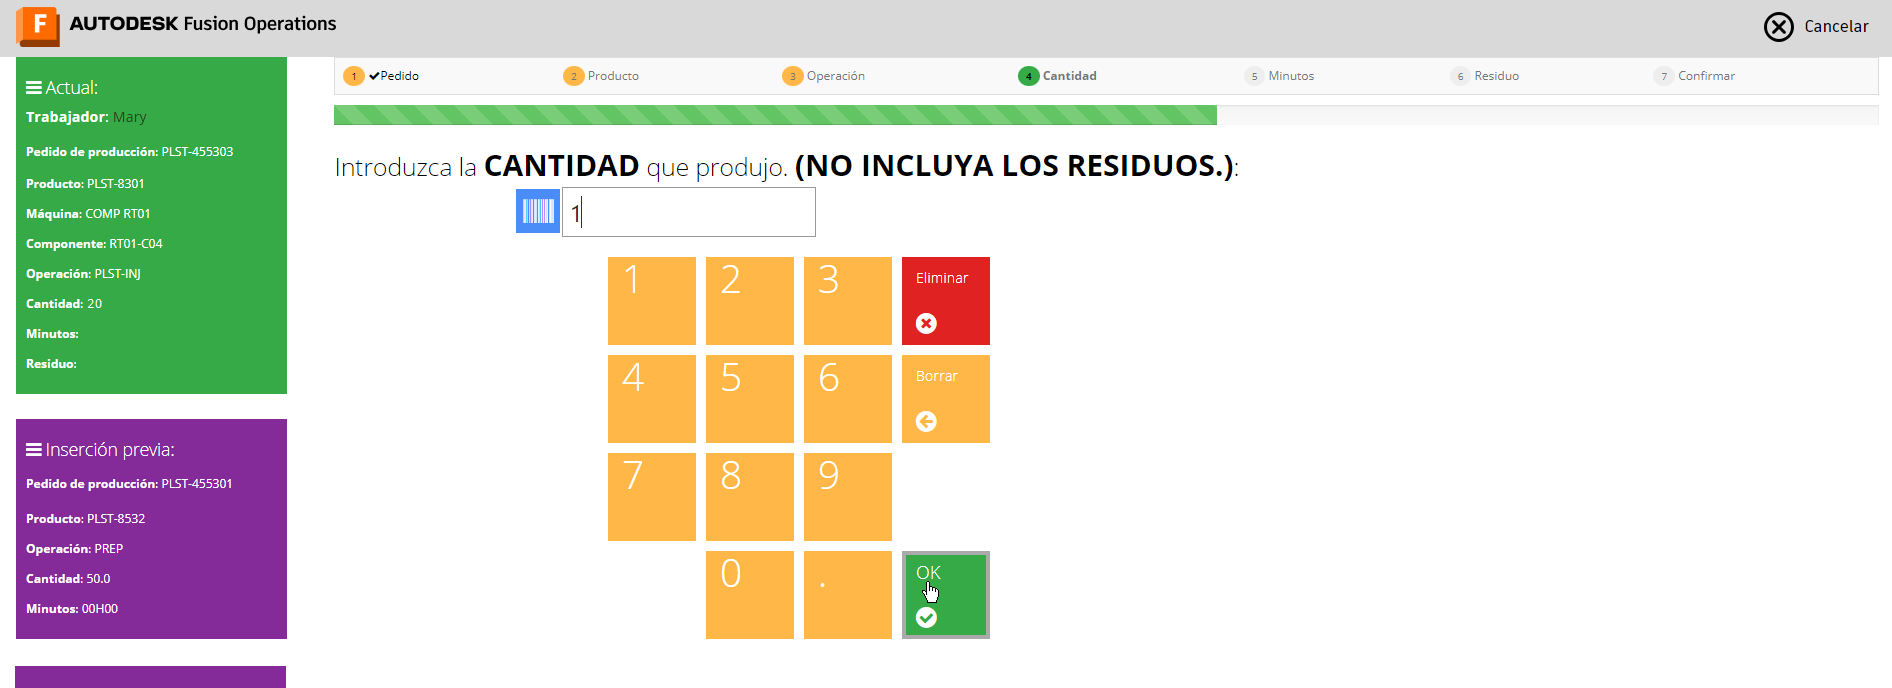 F AUTODESK Fusion Operations
Cancelar
Actual:
Trabajador: Mary
Pedido de producción: PLST-455303
Producto: PLST-8301
Máquina: COMP RT01
Componente: RT01-C04
Operación: PLST-INJ
Cantidad: 20
Minutos:
Residuo:
Inserción previa:
Pedido de producción: PLST-455301
Producto: PLST-8532
Operación: PREP
Cantidad: 50.0
Minutos: 00H00
1 Pedido
2 Producto
3 Operación
4 Cantidad
5 Minutos
6 Residuo
7 Confirmar
Introduzca la CANTIDAD que produjo. (NO INCLUYA LOS RESIDUOS.):
1
1 2 3 Eliminar
4 5 6 Borrar
7 8 9
0 . OK